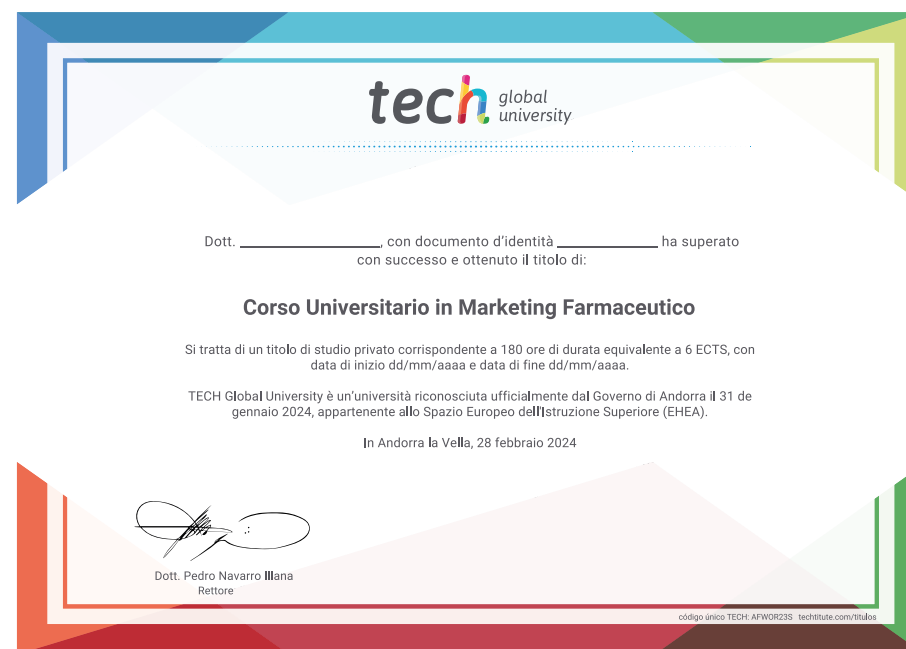 tech global
university
Dott. , con documento d'identità ha superato
con successo e ottenuto il titolo di:
Corso Universitario in Marketing Farmaceutico
Si tratta di un titolo di studio privato corrispondente a 180 ore di durata equivalente a 6 ECTS, con
data di inizio dd/mm/aaaa e data di fine dd/mm/aaaa.
TECH Global University è un'università riconosciuta ufficialmente dal Governo di Andorra il 31 de
gennaio 2024, appartenente allo Spazio Europeo dell'Istruzione Superiore (EHEA).
In Andorra la Vella, 28 febbraio 2024
Dott. Pedro Navarro Illana
Rettore
código único TECH: AFWOR23S techtitute.com/titulos